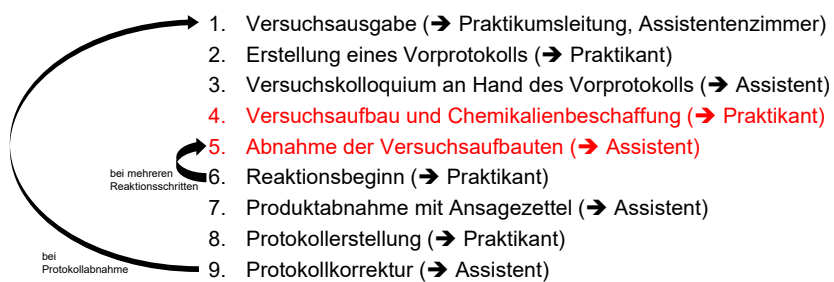 1. Versuchsausgabe (➔ Praktikumsleitung, Assistentenzimmer)
2. Erstellung eines Vorprotokolls (➔ Praktikant)
3. Versuchskolloquium an Hand des Vorprotokolls (➔ Assistent)
4. Versuchsaufbau und Chemikalienbeschaffung (➔ Praktikant)
5. Abnahme der Versuchsaufbauten (➔ Assistent)
bei mehreren
Reaktionsschritten
6. Reaktionsbeginn (➔ Praktikant)
7. Produktabnahme mit Ansagezettel (➔ Assistent)
8. Protokollerstellung (➔ Praktikant)
bei
Protokollabnahme
9. Protokollkorrektur (➔ Assistent)